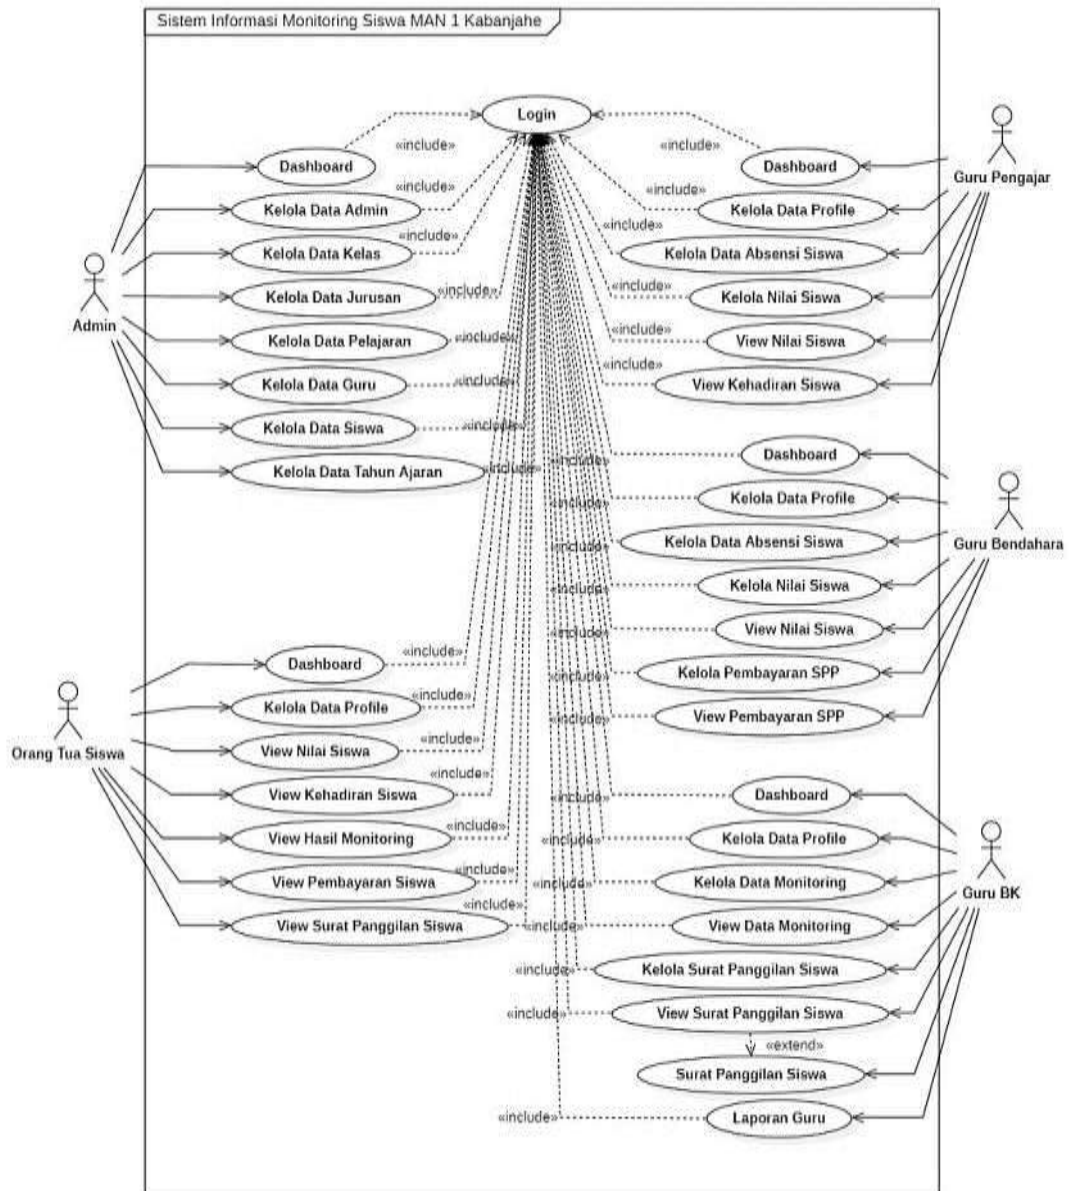 Sistem Informasi Monitoring Siswa MAN 1 Kabanjahe
Login
Admin
Dashboard
«include»
Kelola Data Admin
«include»
Kelola Data Kelas
«include»
Kelola Data Jurusan
«include»
Kelola Data Pelajaran
«include»
Kelola Data Guru
«include»
Kelola Data Siswa
«include»
Kelola Data Tahun Ajaran
«include»
Orang Tua Siswa
Dashboard
«include»
Kelola Data Profile
«include»
View Nilai Siswa
«include»
View Kehadiran Siswa
«include»
View Hasil Monitoring
«include»
View Pembayaran Siswa
«include»
View Surat Panggilan Siswa
«include»
Guru Pengajar
«include»
Dashboard
«include»
Kelola Data Profile
«include»
Kelola Data Absensi Siswa
«include»
Kelola Nilai Siswa
«include»
View Nilai Siswa
«include»
View Kehadiran Siswa
Guru Bendahara
«include»
Dashboard
«include»
Kelola Data Profile
«include»
Kelola Data Absensi Siswa
«include»
Kelola Nilai Siswa
«include»
View Nilai Siswa
«include»
Kelola Pembayaran SPP
«include»
View Pembayaran SPP
Guru BK
«include»
Dashboard
«include»
Kelola Data Profile
«include»
Kelola Data Monitoring
«include»
View Data Monitoring
«include»
Kelola Surat Panggilan Siswa
«include»
View Surat Panggilan Siswa
«extend»
Surat Panggilan Siswa
«include»
Laporan Guru